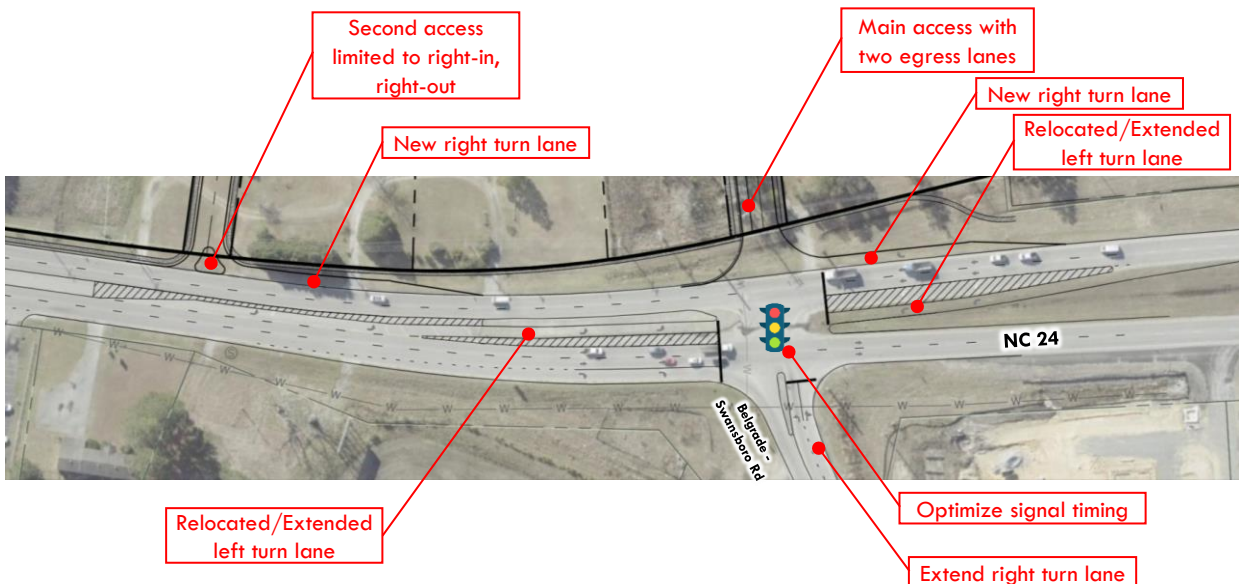 Second access
limited to right-in,
right-out
Main access with
two egress lanes
New right turn lane
Relocated/Extended
left turn lane
New right turn lane
NC 24
Belgrade -
Swansboro Rd
Relocated/Extended
left turn lane
Optimize signal timing
Extend right turn lane
W
W
W
W
W
W
W
W